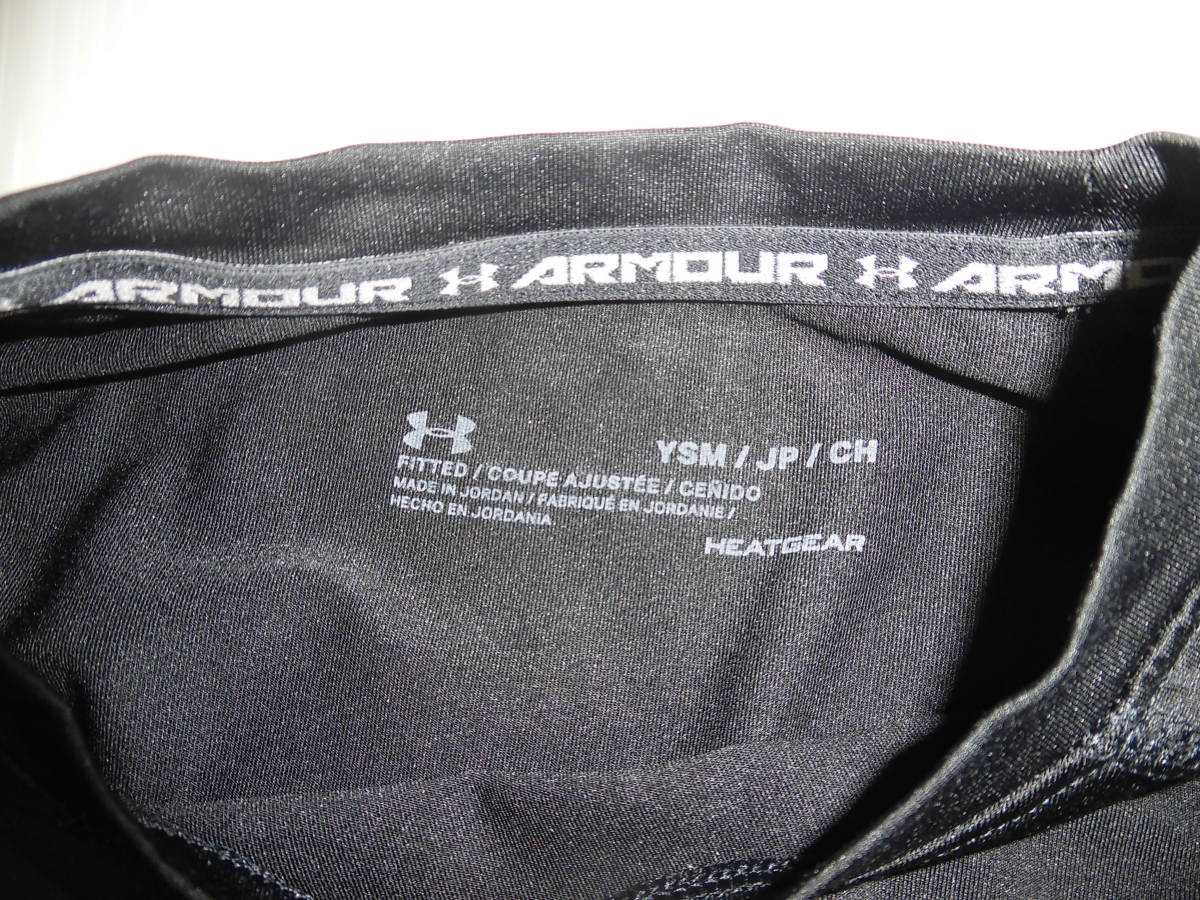 ARMOUR ARMOUR ARM
YSM / JP / CH
FITTED / COUPE AJUSTÉE / CEÑIDO
MADE IN JORDAN / FABRIQUÉ EN JORDANIE /
HECHO EN JORDANIA
HEATGEAR